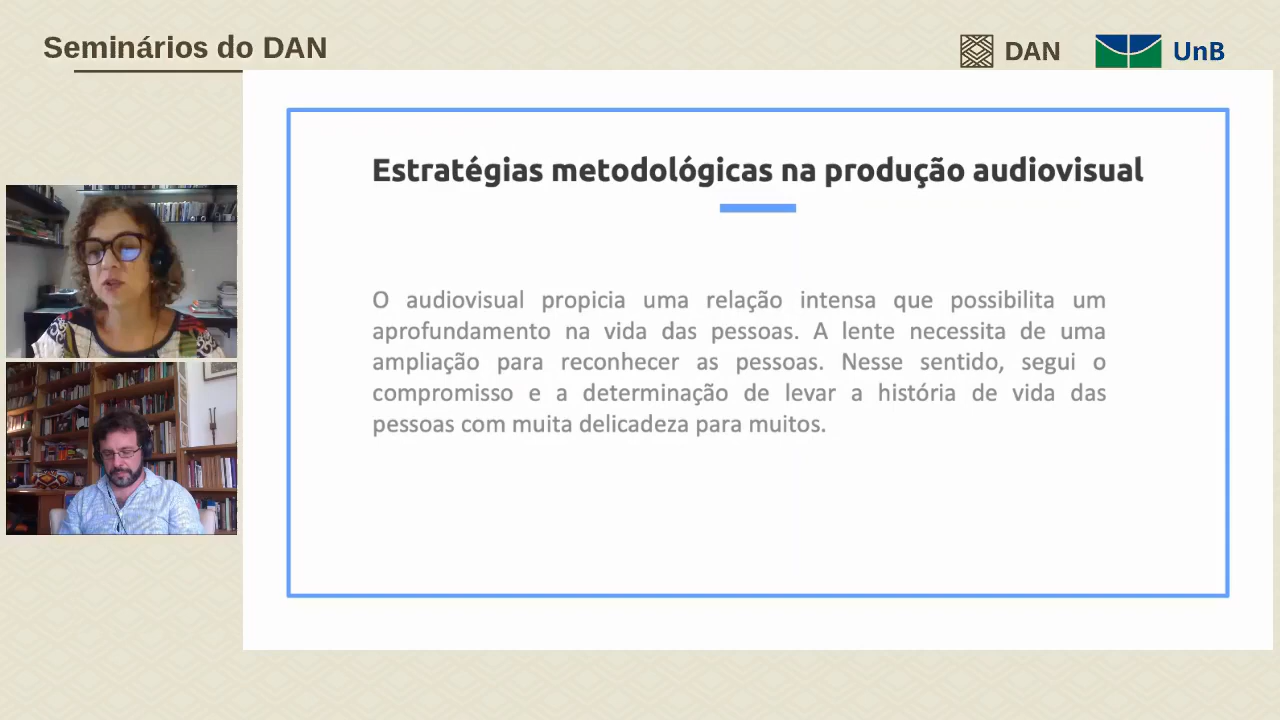 Seminários do DAN
DAN
UnB
Estratégias metodológicas na produção audiovisual
O audiovisual propicia uma relação intensa que possibilita um
aprofundamento na vida das pessoas. A lente necessita de uma
ampliação para reconhecer as pessoas. Nesse sentido, segui o
compromisso e a determinação de levar a história de vida das
pessoas com muita delicadeza para muitos.